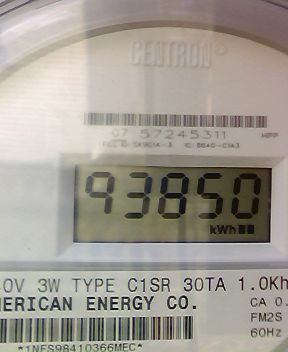 CENTRON®
07 57245311
93850
kWh
0V 3W TYPE C1SR 30TA 1.0Kh
MERICAN ENERGY CO.
CA 0.
FM2S
60Hz
*1NFS98410366MEC*